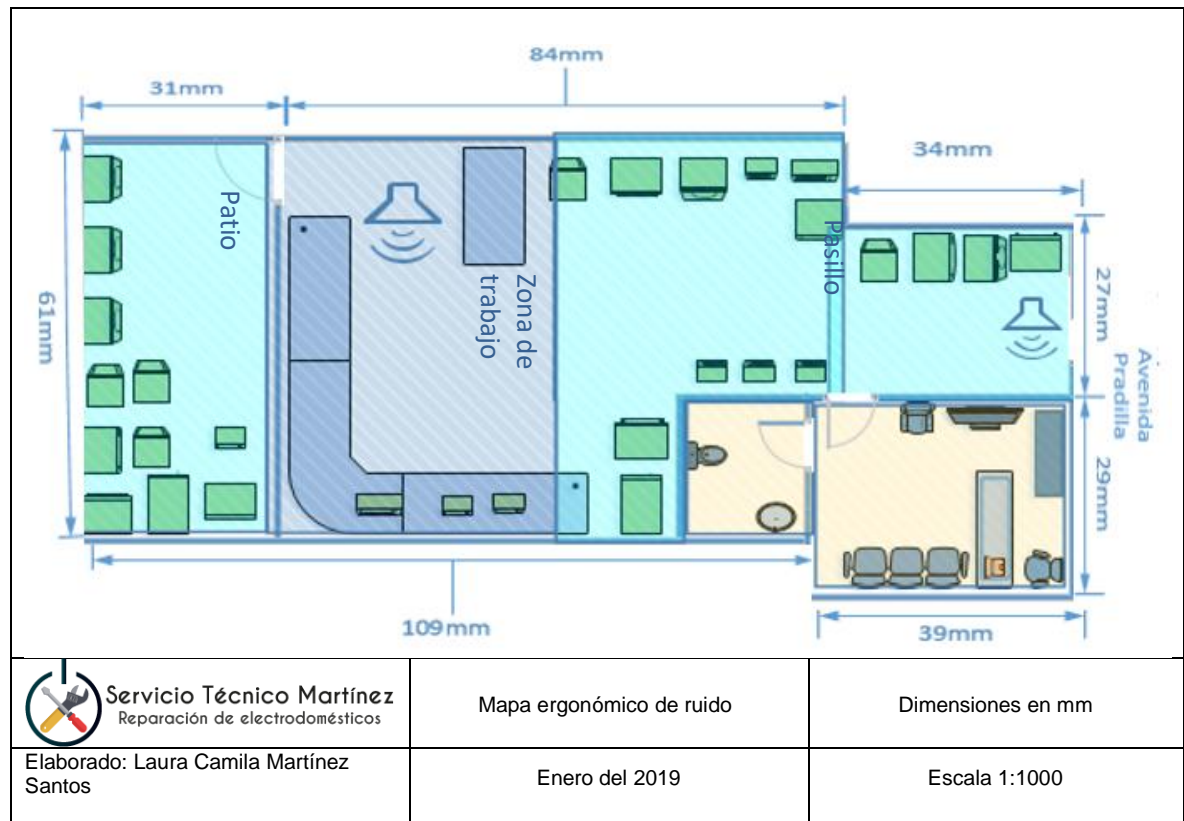 84mm
31mm
34mm
Patio
Zona de
trabajo
Pasillo
61mm
27mm
Avenida
Pradilla
29mm
109mm
39mm
Servicio Técnico Martínez
Reparación de electrodomésticos
Mapa ergonómico de ruido
Dimensiones en mm
Elaborado: Laura Camila Martínez
Santos
Enero del 2019
Escala 1:1000